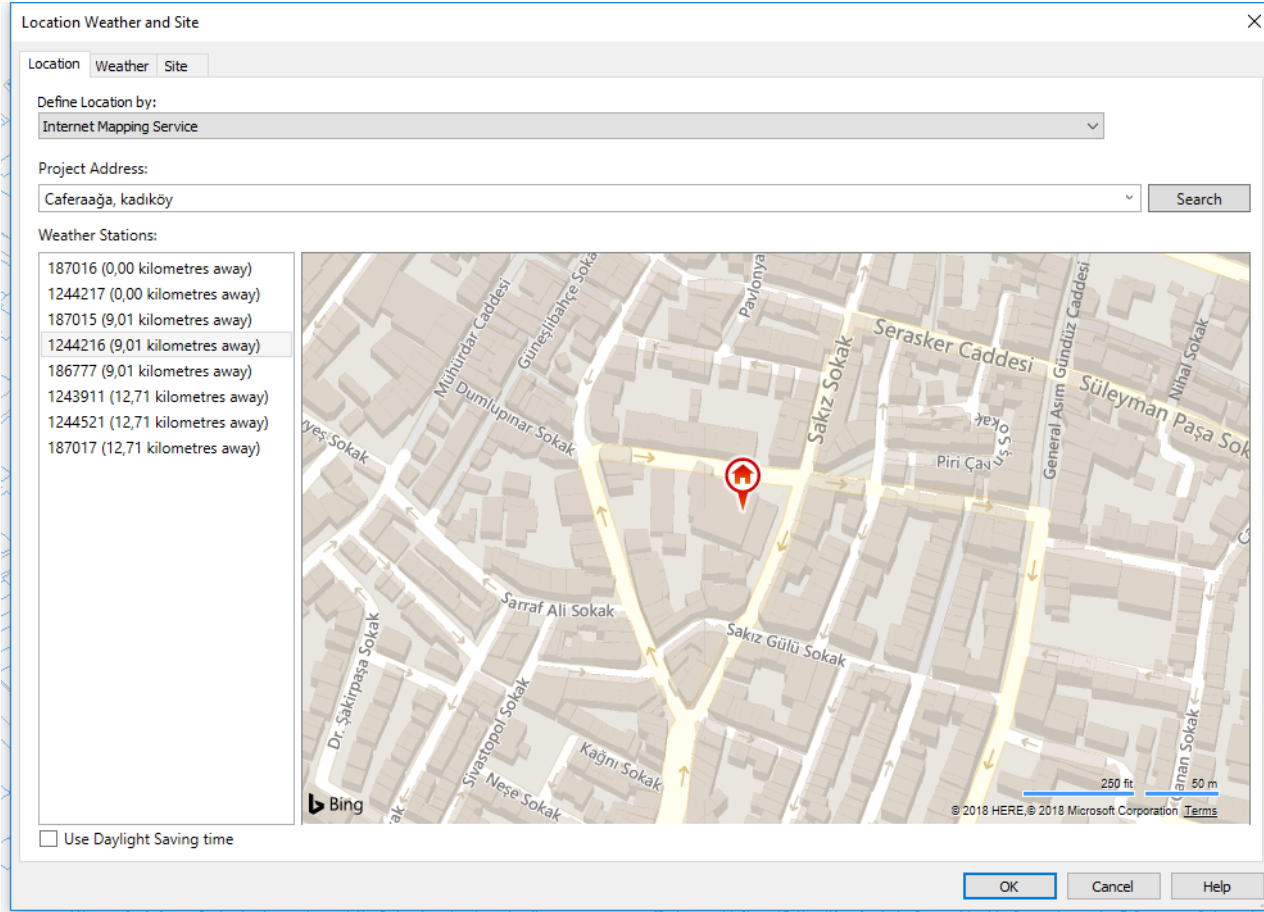 Location Weather and Site
Location Weather Site
Define Location by:
Internet Mapping Service
Project Address:
Caferaağa, kadıköy
Search
Weather Stations:
187016 (0,00 kilometres away)
1244217 (0,00 kilometres away)
187015 (9,01 kilometres away)
1244216 (9,01 kilometres away)
186777 (9,01 kilometres away)
1243911 (12,71 kilometres away)
1244521 (12,71 kilometres away)
187017 (12,71 kilometres away)
Mühürdar Caddesi
Güneşlibahçe Soka
Pavlonya
Serasker Caddesi
General Asım Gündüz Caddesi
Nihal Sokak
Süleyman Paşa Sok
Dumlupınar Sokak
Sakız Sokak
Sokak
Piri Çavuş
Sarraf Ali Sokak
Sakız Gülü Sokak
Dr. Şakirpaşa Sokak
Sivastopol Sokak
Kağnı Sokak
Neşe Sokak
anan Sokak
Bing
250 fit 50 m
© 2018 HERE,© 2018 Microsoft Corporation Terms
Use Daylight Saving time
OK Cancel Help